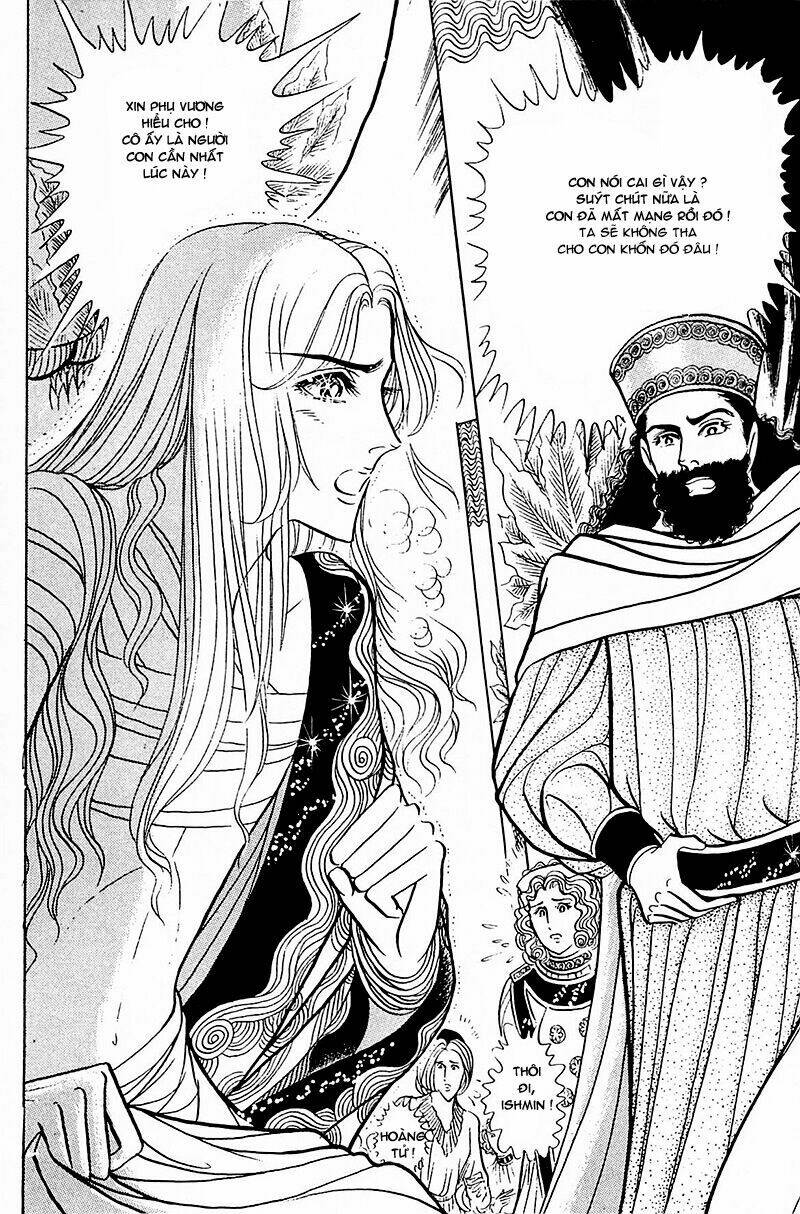 XIN PHỤ VƯƠNG
HIỂU CHO !
CÔ ẤY LÀ NGƯỜI
CON CẦN NHẤT
LÚC NÀY !
CON NÓI CAI GÌ VẬY ?
SUÝT CHÚT NỮA LÀ
CON ĐÃ MẤT MẠNG RỒI ĐÓ !
TA SẼ KHÔNG THA
CHO CON KHỐN ĐÓ ĐÂU !
THÔI
ĐI,
ISHMIN !
HOÀNG
TỬ !